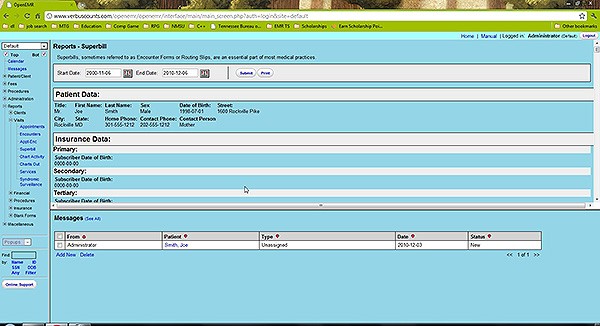 OpenEMR
www.verbuscounts.com/openemr/interface/main/main_screen.php?auth=login&site=default
dl job search MTG Education Comp Game RPG MMORG EMR TN Tennessee Bureau o... EMR TS Scholarships Earn Scholarship Poi... Other bookmarks
Home | Manual | Logged in: Administrator (Default) Logout
Default
Top Bot
Calendar
Messages
Patient/Client
Fees
Procedures
Administration
Reports
Clients
Visits
Appointments
Encounters
Appt-Enc
Superbill
Chart Activity
Charts Out
Services
Syndromic
Surveillance
Financial
Procedures
Insurance
Blank Forms
Miscellaneous
Popups
Find:
by: Name ID
SSN DOB
Any Filter
Online Support
Reports - Superbill
Superbills, sometimes referred to as Encounter Forms or Routing Slips, are an essential part of most medical practices.
Start Date: 2000-11-06 End Date: 2010-12-06 Submit Print
Patient Data:
Title: First Name: Last Name: Sex Date of Birth: Street:
Mr. Joe Smith Male 1998-07-01 1600 Rockville Pike
City: State: Home Phone: Contact Phone: Contact Person
Rockville MD 301-555-1212 202-555-1212 Mother
Insurance Data:
Primary:
Subscriber Date of Birth:
0000-00-00
Secondary:
Subscriber Date of Birth:
0000-00-00
Tertiary:
Subscriber Date of Birth:
Messages (See All)
From Patient Type Date Status
Administrator Smith, Joe Unassigned 2010-12-03 New
Add New Delete << 1 of 1 >>